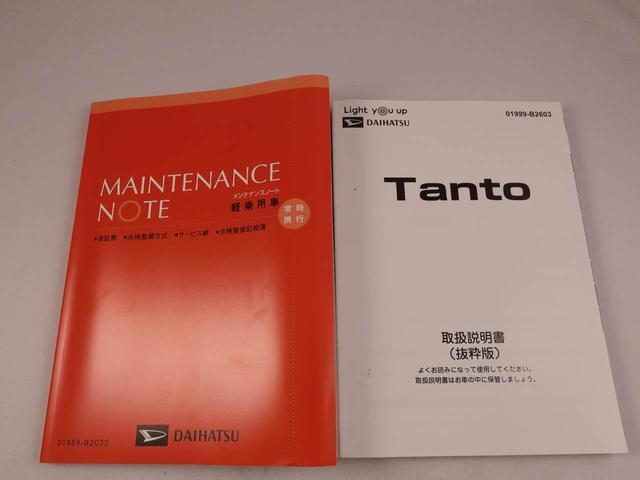 MAINTENANCE
NOTE
メンテナンスノート
軽乗用車
常時
携行
●保証書 ●点検整備方式 ●サービス網 ●点検整備記録簿
DAIHATSU
01989-B2032
Light you up
DAIHATSU
01999-B2603
Tanto
取扱説明書
（抜粋版）
よくお読みになって使用してください。
取扱説明書はお車の中に保管しましょう。